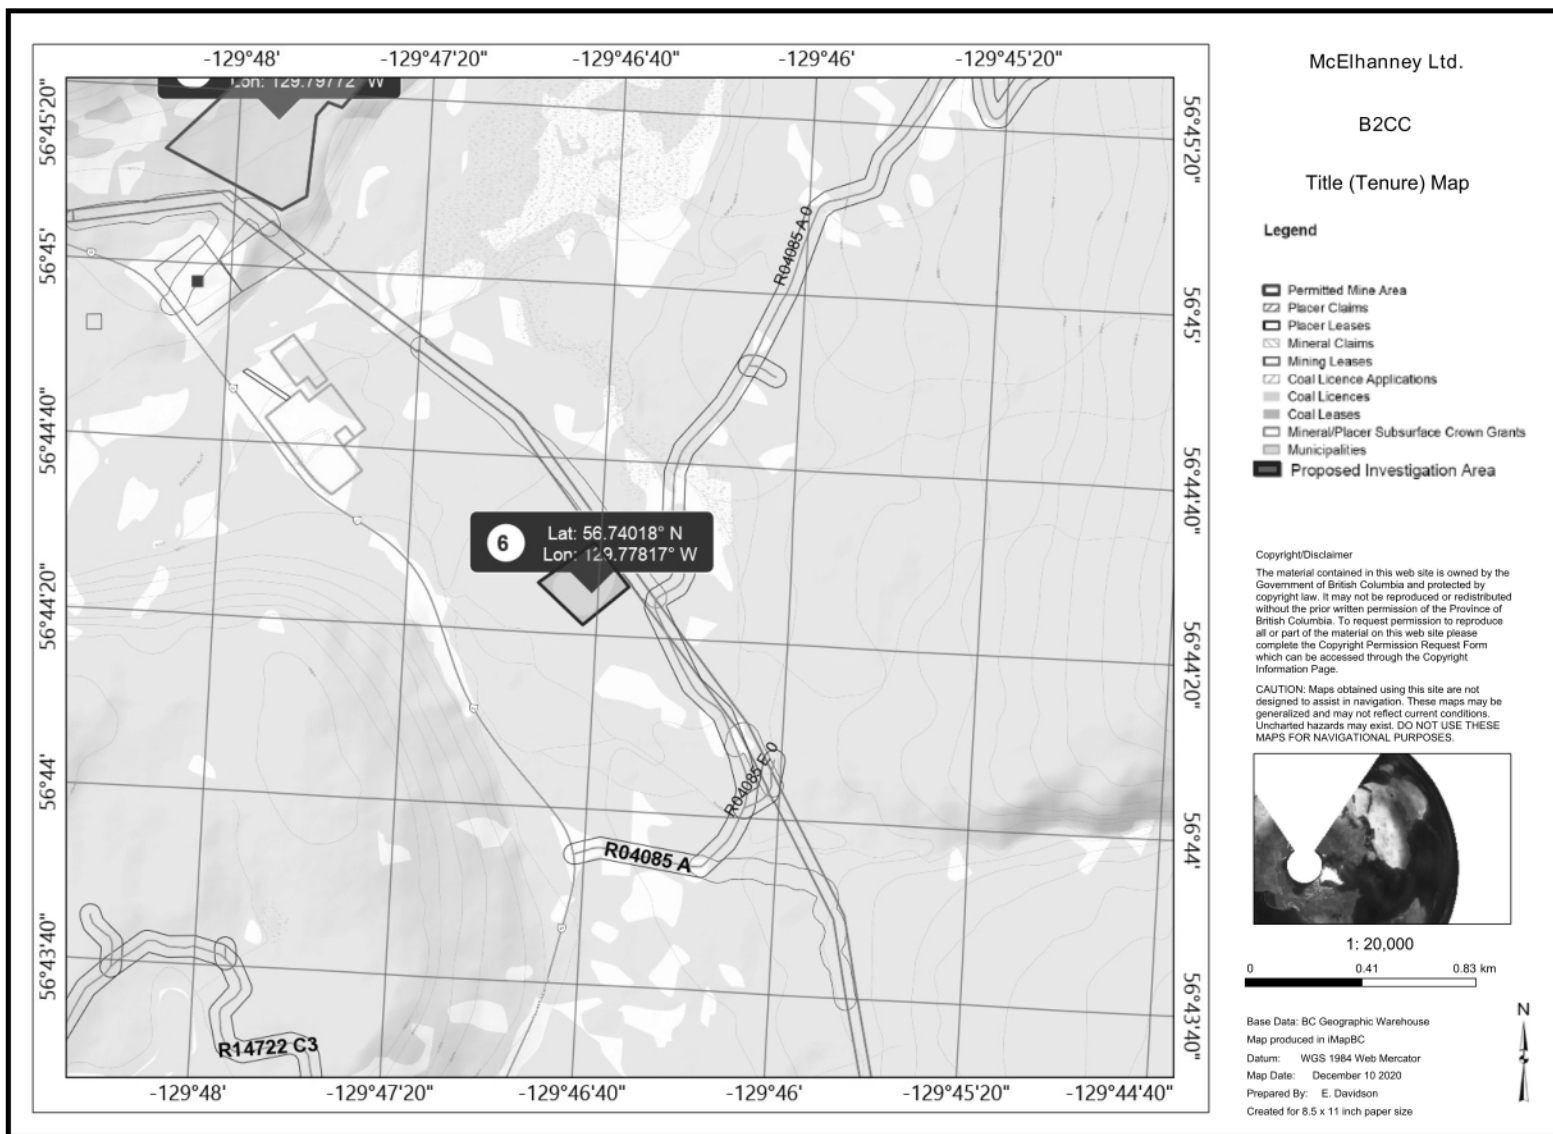 -129°48'
-129°47'20"
-129°46'40"
-129°46'
-129°45'20"
56°45'20"
56°45'
56°44'40"
56°44'20"
56°44'
56°43'40"
Lon: 129.79772° W
R04085 A 0
6
Lat: 56.74018° N
Lon: 129.77817° W
R04085 E 0
R04085 A
R14722 C3
56°45'20"
56°45'
56°44'40"
56°44'20"
56°44'
56°43'40"
-129°48'
-129°47'20"
-129°46'40"
-129°46'
-129°45'20"
-129°44'40"
McElhanney Ltd.
B2CC
Title (Tenure) Map
Legend
Permitted Mine Area
Placer Claims
Placer Leases
Mineral Claims
Mining Leases
Coal Licence Applications
Coal Licences
Coal Leases
Mineral/Placer Subsurface Crown Grants
Municipalities
Proposed Investigation Area
Copyright/Disclaimer
The material contained in this web site is owned by the
Government of British Columbia and protected by
copyright law. It may not be reproduced or redistributed
without the prior written permission of the Province of
British Columbia. To request permission to reproduce
all or part of the material on this web site please
complete the Copyright Permission Request Form
which can be accessed through the Copyright
Information Page.
CAUTION: Maps obtained using this site are not
designed to assist in navigation. These maps may be
generalized and may not reflect current conditions.
Uncharted hazards may exist. DO NOT USE THESE
MAPS FOR NAVIGATIONAL PURPOSES.
1: 20,000
0 0.41 0.83 km
N
Base Data: BC Geographic Warehouse
Map produced in iMapBC
Datum: WGS 1984 Web Mercator
Map Date: December 10 2020
Prepared By: E. Davidson
Created for 8.5 x 11 inch paper size